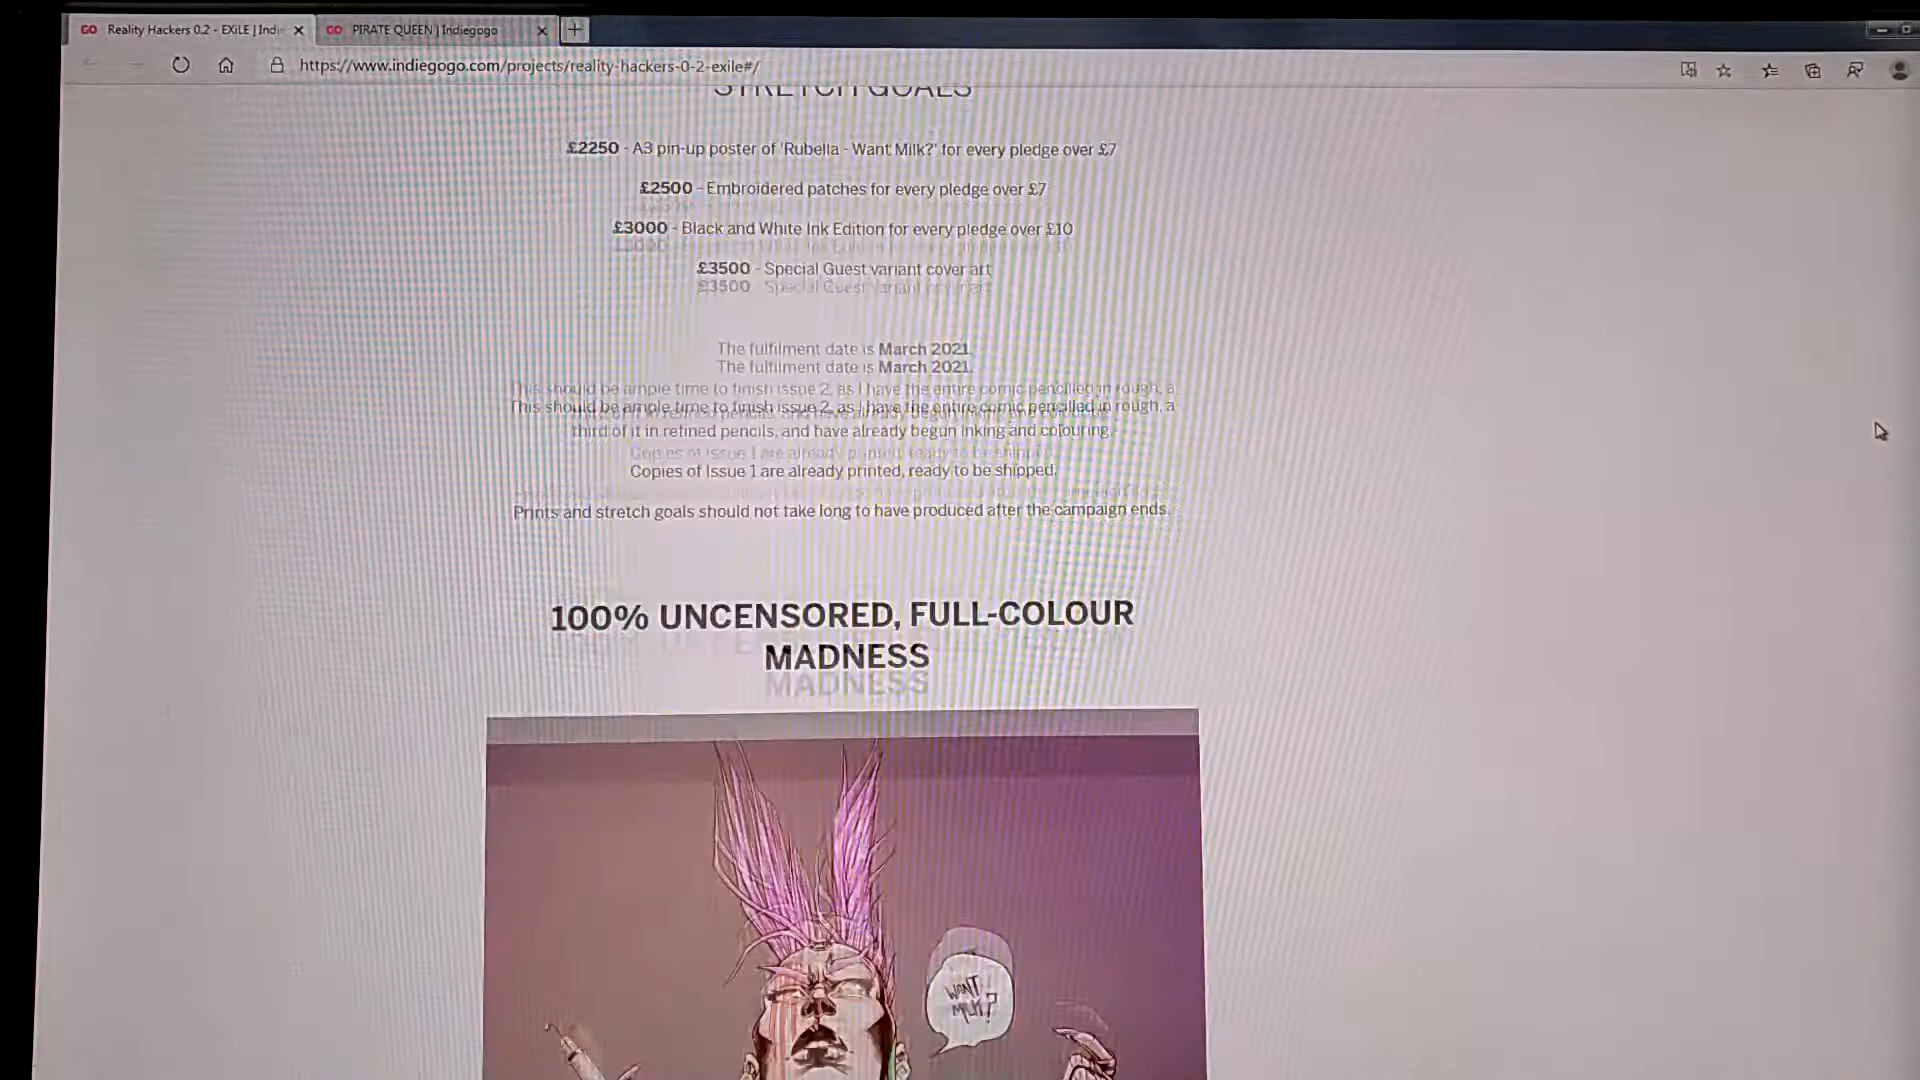 Reality Hackers 0.2 - EXiLE | Indie
PIRATE QUEEN | Indiegogo
https://www.indiegogo.com/projects/reality-hackers-0-2-exile#/
STRETCH GOALS
£2250 - A3 pin-up poster of 'Rubella - Want Milk?' for every pledge over £7
£2500 - Embroidered patches for every pledge over £7
£3000 - Black and White Ink Edition for every pledge over £10
£3500 - Special Guest variant cover art
The fulfilment date is March 2021.
This should be ample time to finish issue 2, as I have the entire comic pencilled in rough, a
third of it in refined pencils, and have already begun inking and colouring.
Copies of Issue 1 are already printed, ready to be shipped.
Prints and stretch goals should not take long to have produced after the campaign ends.
100% UNCENSORED, FULL-COLOUR
MADNESS
WANT
MILK?